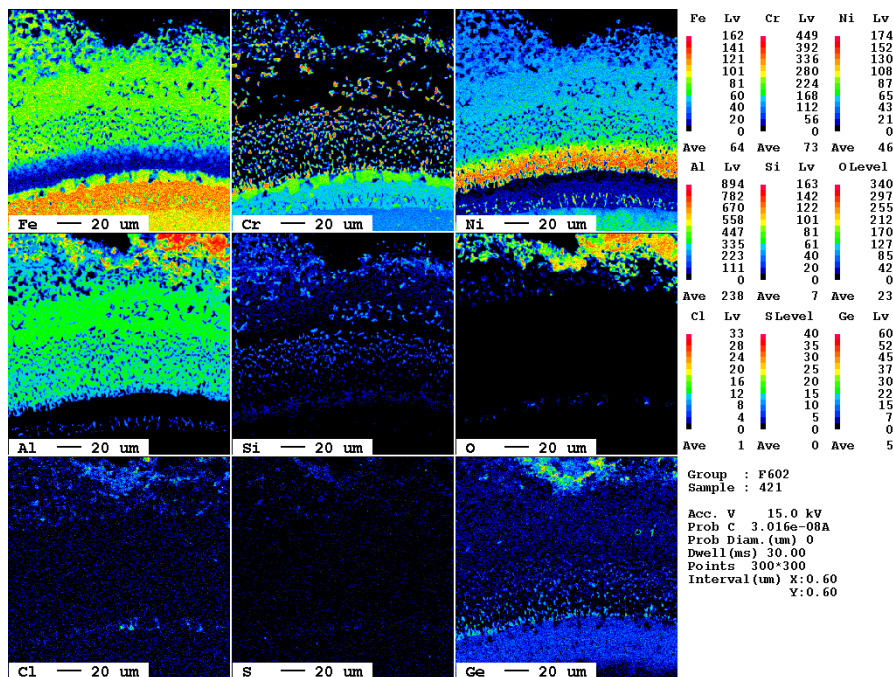 Fe Lv Cr Lv Ni Lv
162 449 174
141 392 152
121 336 130
101 280 108
81 224 87
60 168 65
40 112 43
20 56 21
0 0 0
Ave 64 Ave 73 Ave 46
Fe 20 um Cr 20 um Ni 20 um
Al Lv Si Lv O Level
894 163 340
782 142 297
670 122 255
558 101 210
447 81 170
335 61 127
223 40 85
111 20 42
0 0 0
Ave 238 Ave 7 Ave 23
Al 20 um Si 20 um O 20 um
Cl Lv S Level Ge Lv
33 40 60
28 35 52
24 30 45
20 25 37
16 20 30
12 15 22
8 10 15
4 5 7
0 0 0
Ave 1 Ave 0 Ave 5
Cl 20 um S 20 um Ge 20 um
Group : F602
Sample : 421
Acc. V 15.0 kV
Prob C 3.016e-08A
Prob Diam.(um) 0
Dwell(ms) 30.00
Points 300*300
Interval(um) X:0.60
Y:0.60